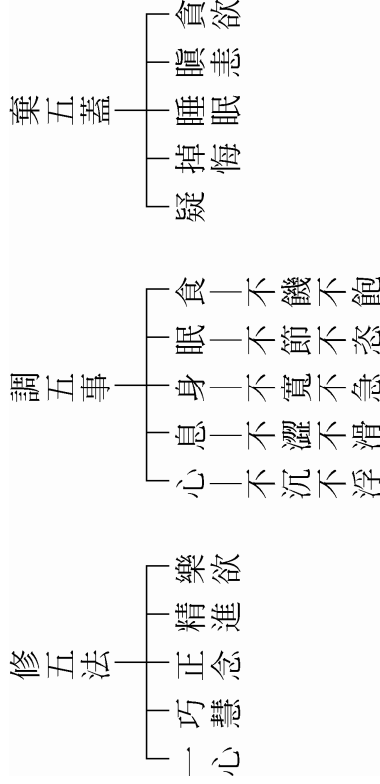 棄五蓋
貪欲
瞋恚
睡眠
掉悔
疑
調五事
食—不饑不飽
眠—不節不恣
身—不寬不急
息—不澀不滑
心—不沉不浮
修五法
樂欲
精進
正念
巧慧
一心